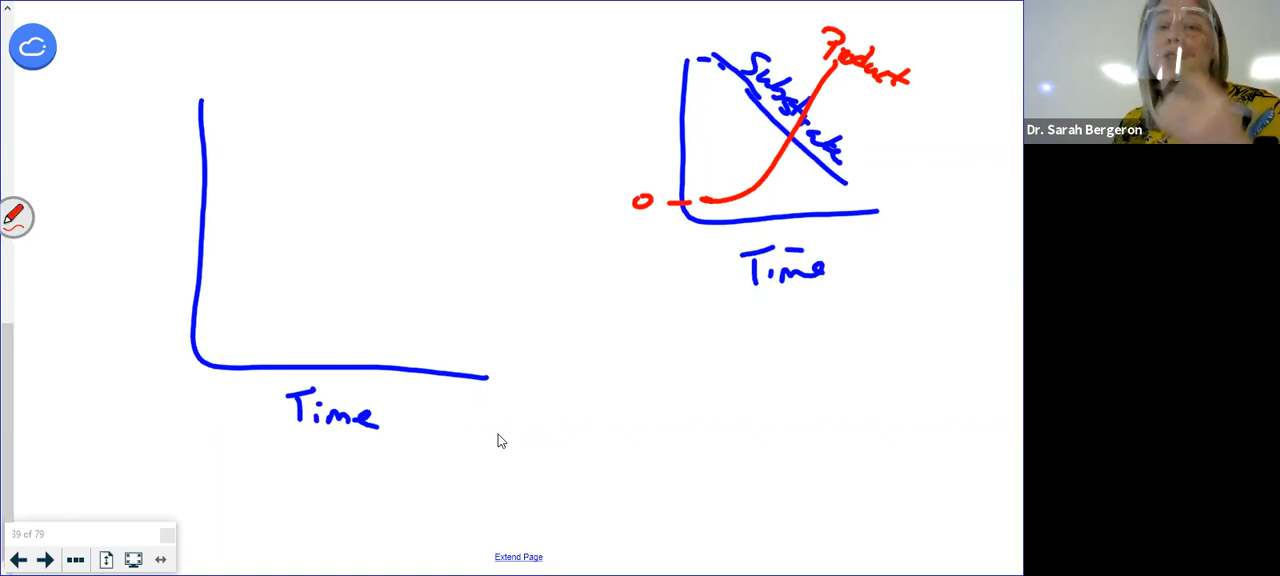 Product
Substrate
0
Time
Time
Dr. Sarah Bergeron
39 of 79
Extend Page